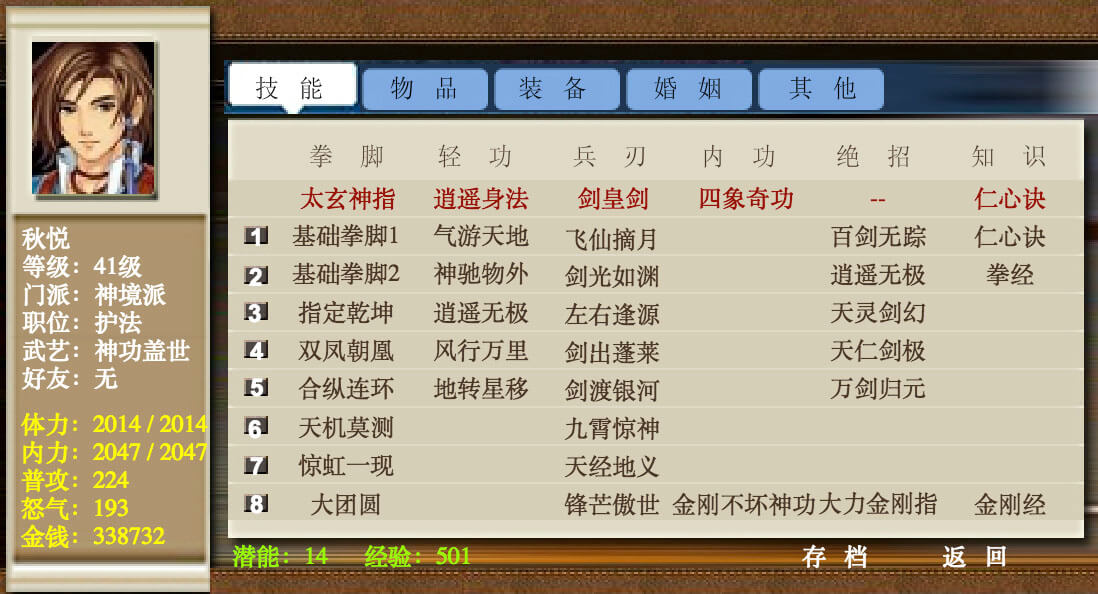 技 能 物 品 装 备 婚 姻 其 他
拳 脚 轻 功 兵 刃 内 功 绝 招 知 识
太玄神指 逍遥身法 剑皇剑 四象奇功 -- 仁心诀
1 基础拳脚1 气游天地 飞仙摘月 百剑无踪 仁心诀
2 基础拳脚2 神驰物外 剑光如渊 逍遥无极 拳经
3 指定乾坤 逍遥无极 左右逢源 天灵剑幻
4 双凤朝凰 风行万里 剑出蓬莱 天仁剑极
5 合纵连环 地转星移 剑渡银河 万剑归元
6 天机莫测 九霄惊神
7 惊虹一现 天经地义
8 大团圆 锋芒傲世 金刚不坏神功 大力金刚指 金刚经
秋悦
等级：41级
门派：神境派
职位：护法
武艺：神功盖世
好友：无
体力：2014 / 2014
内力：2047 / 2047
普攻：224
怒气：193
金钱：338732
潜能：14 经验：501 存 档 返 回